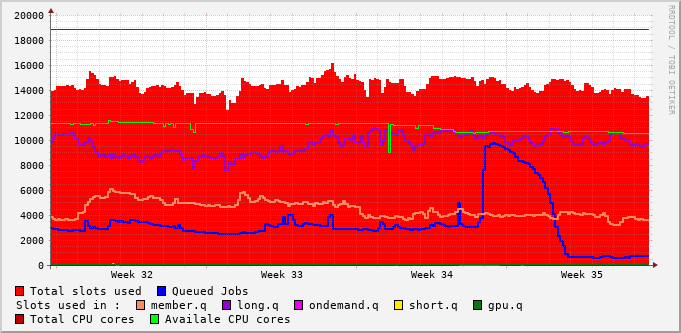 RRDTOOL / TOBI OETIKER
20000
18000
16000
14000
12000
10000
8000
6000
4000
2000
0
Week 32 Week 33 Week 34 Week 35
Total slots used Queued Jobs
Slots used in : member.q long.q ondemand.q short.q gpu.q
Total CPU cores Availale CPU cores